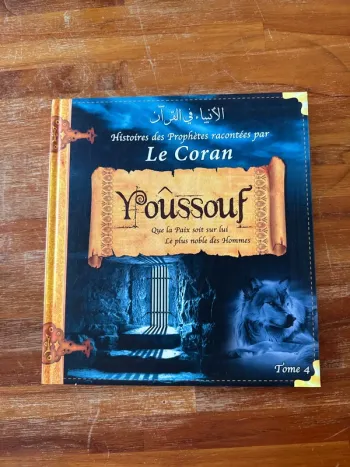 الأنبياء في القرآن
Histoires des Prophètes racontées par
Le Coran
Yoûssouf
Que la Paix soit sur lui
Le plus noble des Hommes
Tome 4